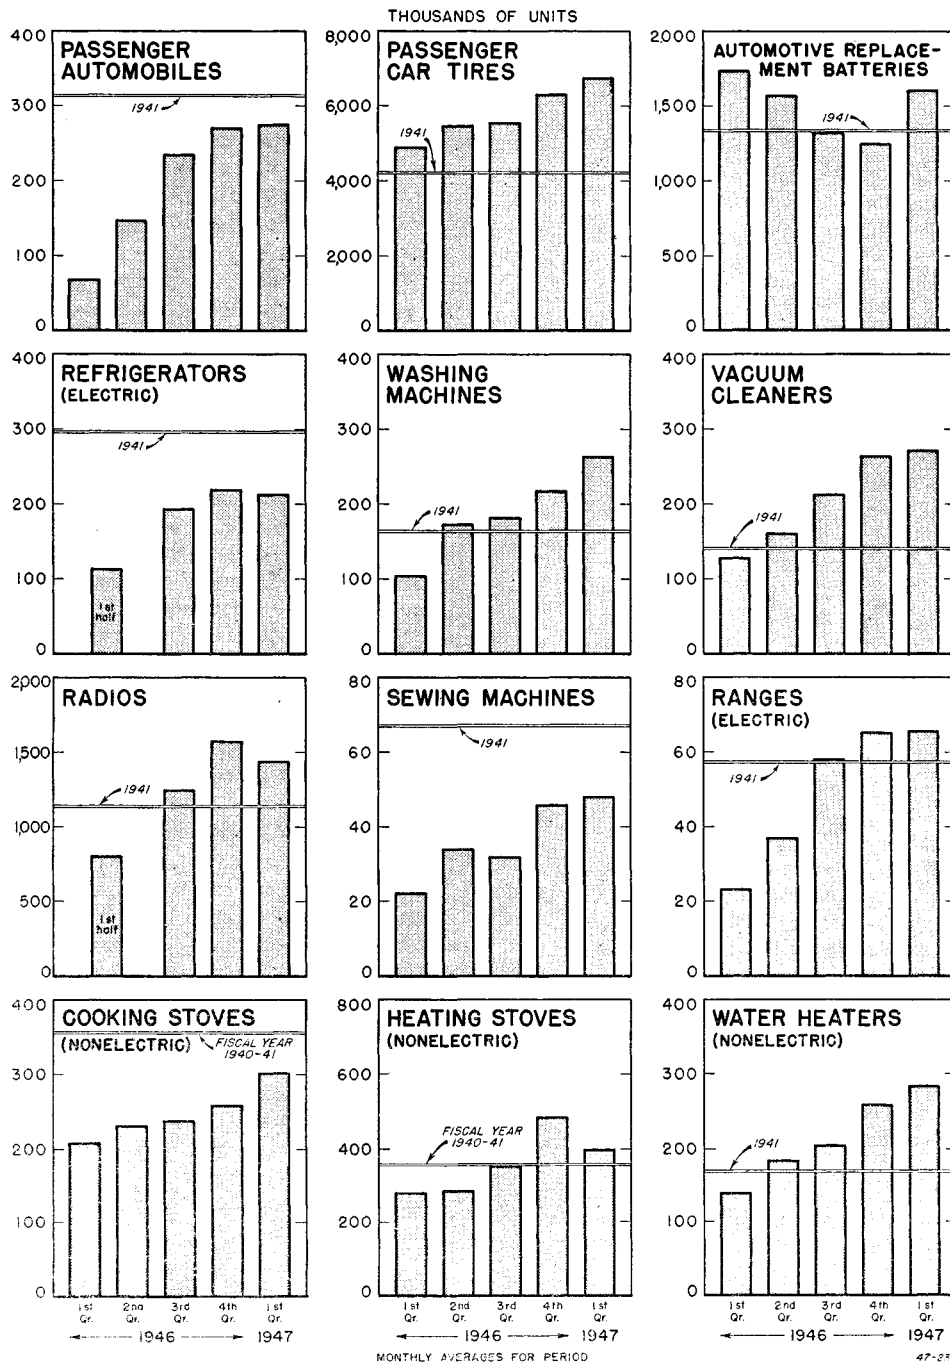 THOUSANDS OF UNITS
400
300
200
100
0
PASSENGER
AUTOMOBILES
1941
8,000
6,000
4,000
2,000
0
PASSENGER
CAR TIRES
1941
2,000
1,500
1,000
500
0
AUTOMOTIVE REPLACE-
MENT BATTERIES
1941
400
300
200
100
0
REFRIGERATORS
(ELECTRIC)
1941
1st
half
400
300
200
100
0
WASHING
MACHINES
1941
400
300
200
100
0
VACUUM
CLEANERS
1941
2,000
1,500
1,000
500
0
RADIOS
1941
1st
half
80
60
40
20
0
SEWING MACHINES
1941
80
60
40
20
0
RANGES
(ELECTRIC)
1941
400
300
200
100
0
COOKING STOVES
(NONELECTRIC)
FISCAL YEAR
1940-41
800
600
400
200
0
HEATING STOVES
(NONELECTRIC)
FISCAL YEAR
1940-41
400
300
200
100
0
WATER HEATERS
(NONELECTRIC)
1941
1st 2nd 3rd 4th 1st
Qr. Qr. Qr. Qr. Qr.
1946 1947
1st 2nd 3rd 4th 1st
Qr. Qr. Qr. Qr. Qr.
1946 1947
1st 2nd 3rd 4th 1st
Qr. Qr. Qr. Qr. Qr.
1946 1947
MONTHLY AVERAGES FOR PERIOD